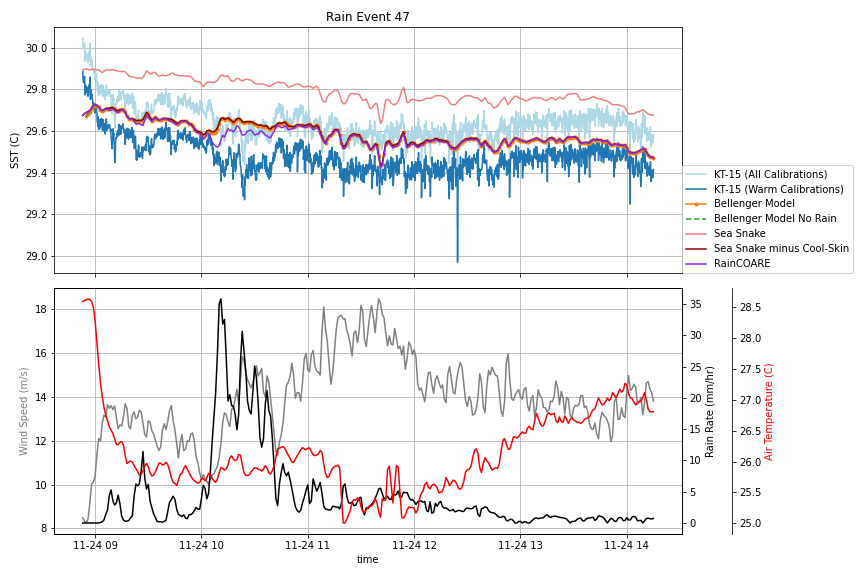 Rain Event 47
30.0
29.8
29.6
29.4
29.2
29.0
SST (C)
KT-15 (All Calibrations)
KT-15 (Warm Calibrations)
Bellenger Model
Bellenger Model No Rain
Sea Snake
Sea Snake minus Cool-Skin
RainCOARE
18
16
14
12
10
8
Wind Speed (m/s)
35
30
25
20
15
10
5
0
Rain Rate (mm/hr)
28.5
28.0
27.5
27.0
26.5
26.0
25.5
25.0
Air Temperature (C)
11-24 09
11-24 10
11-24 11
11-24 12
11-24 13
11-24 14
time